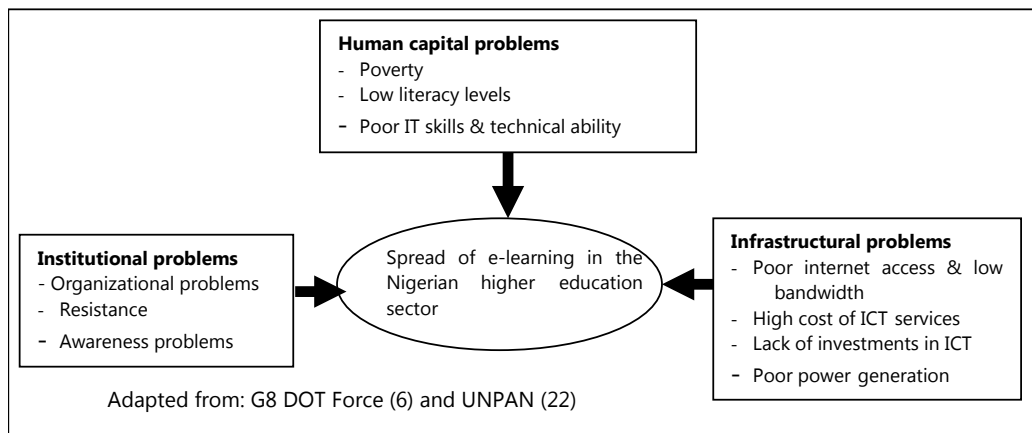 Human capital problems
- Poverty
- Low literacy levels
- Poor IT skills & technical ability
Institutional problems
- Organizational problems
- Resistance
- Awareness problems
Spread of e-learning in the
Nigerian higher education
sector
Infrastructural problems
- Poor internet access & low
bandwidth
- High cost of ICT services
- Lack of investments in ICT
- Poor power generation
Adapted from: G8 DOT Force (6) and UNPAN (22)